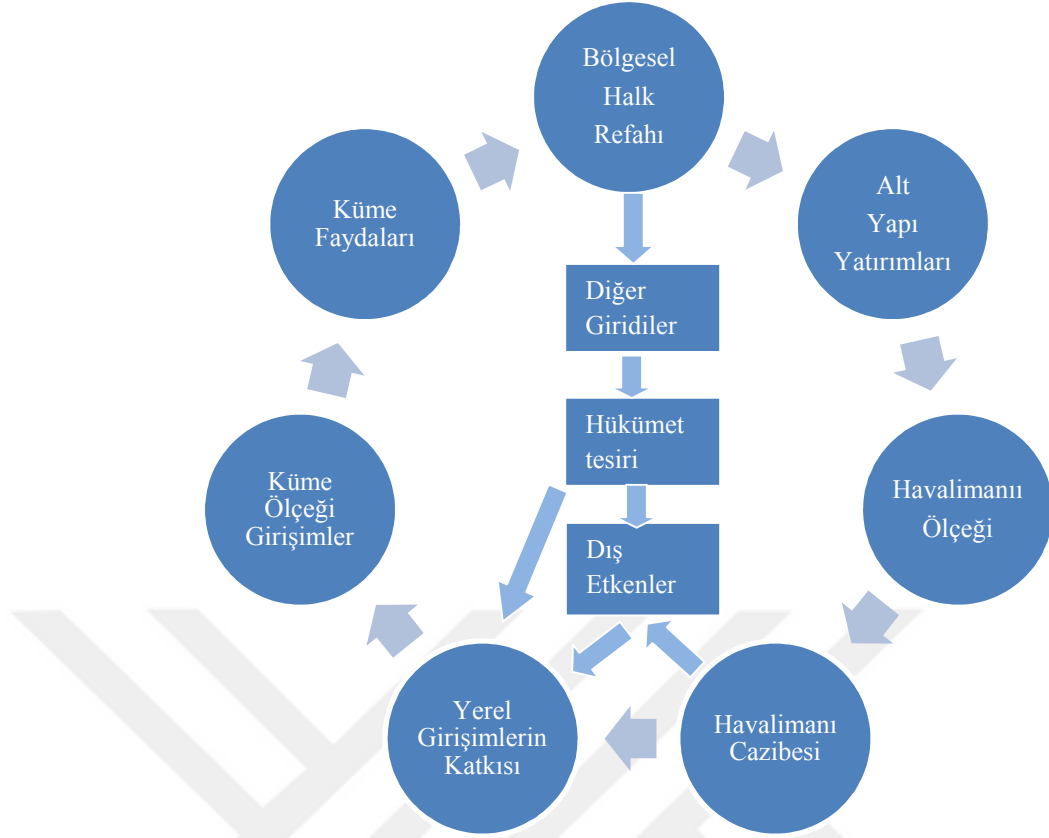 Bölgesel
Halk
Refahı
Alt
Yapı
Yatırımları
Havalimanıı
Ölçeği
Havalimanı
Cazibesi
Yerel
Girişimlerin
Katkısı
Küme
Ölçeği
Girişimler
Küme
Faydaları
Diğer
Giridiler
Hükümet
tesiri
Dış
Etkenler